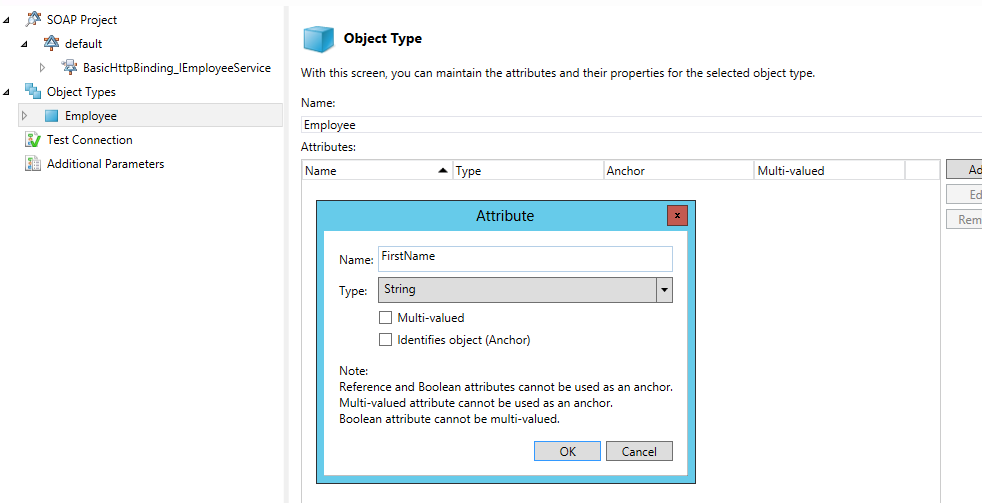 SOAP Project
default
BasicHttpBinding_IEmployeeService
Object Types
Employee
Test Connection
Additional Parameters
Object Type
With this screen, you can maintain the attributes and their properties for the selected object type.
Name:
Employee
Attributes:
Name Type Anchor Multi-valued
Ad
Ed
Rem
Attribute
x
Name: FirstName
Type: String
Multi-valued
Identifies object (Anchor)
Note:
Reference and Boolean attributes cannot be used as an anchor.
Multi-valued attribute cannot be used as an anchor.
Boolean attribute cannot be multi-valued.
OK Cancel